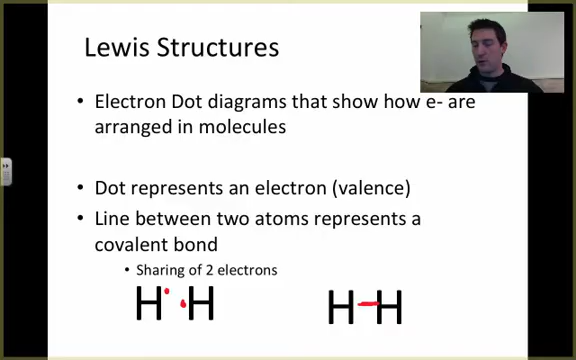 Lewis Structures
• Electron Dot diagrams that show how e- are
arranged in molecules
• Dot represents an electron (valence)
• Line between two atoms represents a
covalent bond
• Sharing of 2 electrons
H H H H